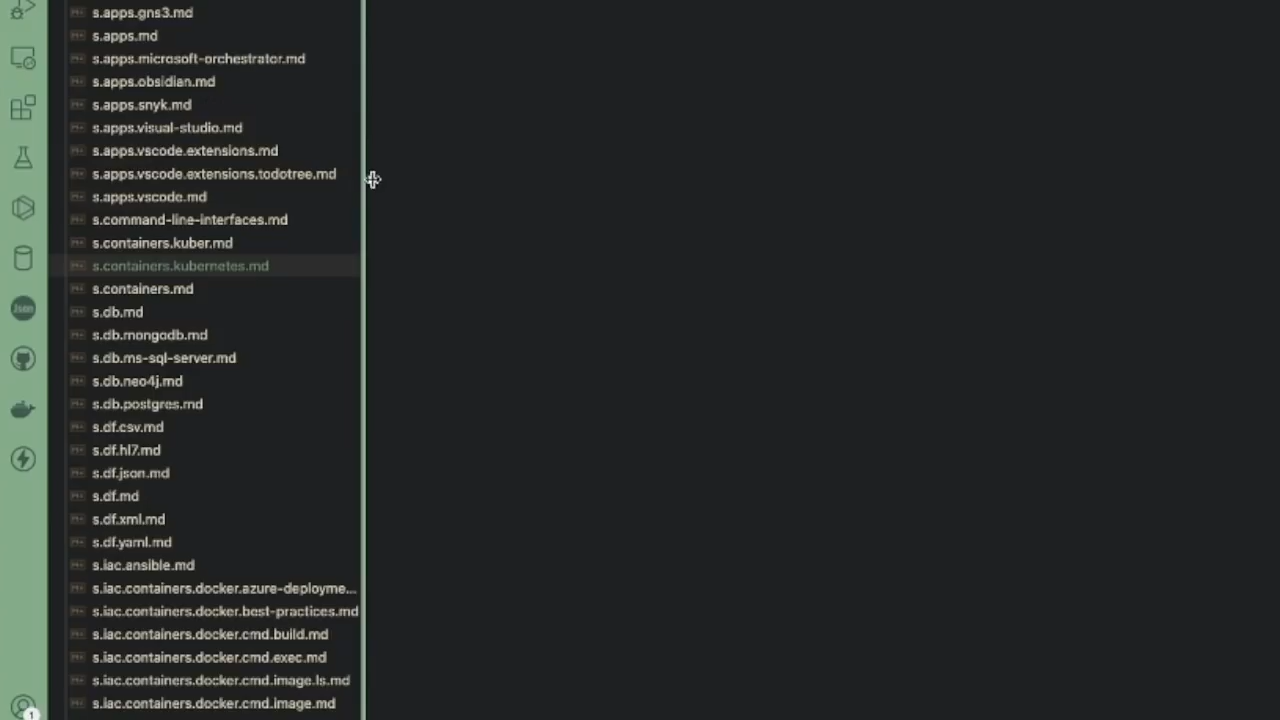 s.apps.gns3.md
s.apps.md
s.apps.microsoft-orchestrator.md
s.apps.obsidian.md
s.apps.snyk.md
s.apps.visual-studio.md
s.apps.vscode.extensions.md
s.apps.vscode.extensions.todotree.md
s.apps.vscode.md
s.command-line-interfaces.md
s.containers.kuber.md
s.containers.kubernetes.md
s.containers.md
s.db.md
s.db.mongodb.md
s.db.ms-sql-server.md
s.db.neo4j.md
s.db.postgres.md
s.df.csv.md
s.df.hl7.md
s.df.json.md
s.df.md
s.df.xml.md
s.df.yaml.md
s.iac.ansible.md
s.iac.containers.docker.azure-deployme...
s.iac.containers.docker.best-practices.md
s.iac.containers.docker.cmd.build.md
s.iac.containers.docker.cmd.exec.md
s.iac.containers.docker.cmd.image.ls.md
s.iac.containers.docker.cmd.image.md
Json
1